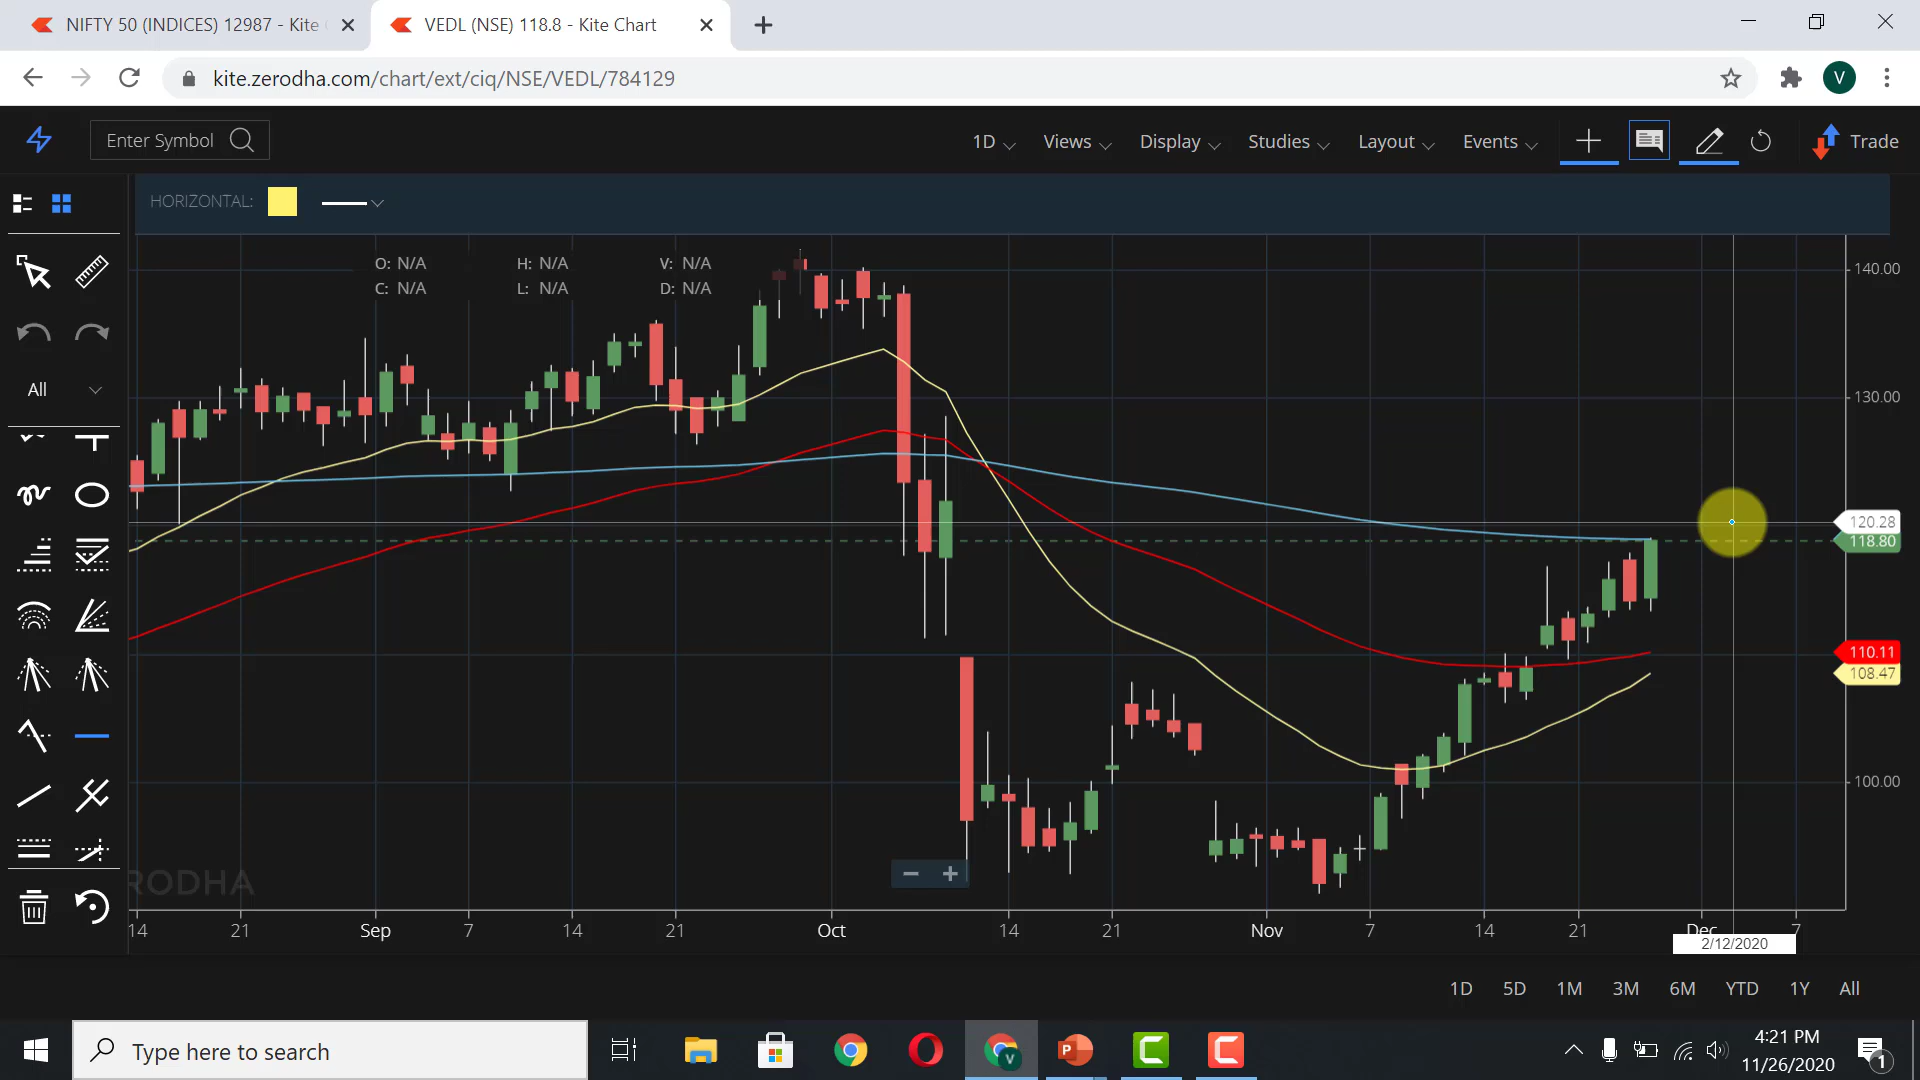 NIFTY 50 (INDICES) 12987 - Kite
VEDL (NSE) 118.8 - Kite Chart
kite.zerodha.com/chart/ext/ciq/NSE/VEDL/784129
V
Enter Symbol
1D
Views
Display
Studies
Layout
Events
Trade
HORIZONTAL:
O: N/A H: N/A V: N/A
C: N/A L: N/A D: N/A
All
140.00
130.00
120.28
118.80
110.11
108.47
100.00
RODHA
14 21 Sep 7 14 21 Oct 14 21 Nov 7 14 21 Dec 7
2/12/2020
1D 5D 1M 3M 6M YTD 1Y All
Type here to search
V
P
4:21 PM
11/26/2020
1